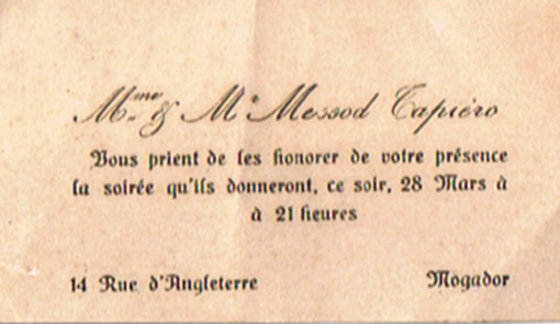 Mme & Mr Messod Tapiéro
Vous prient de les honorer de votre présence
la soirée qu'ils donneront, ce soir, 28 Mars à
à 21 heures
14 Rue d'Angleterre Mogador